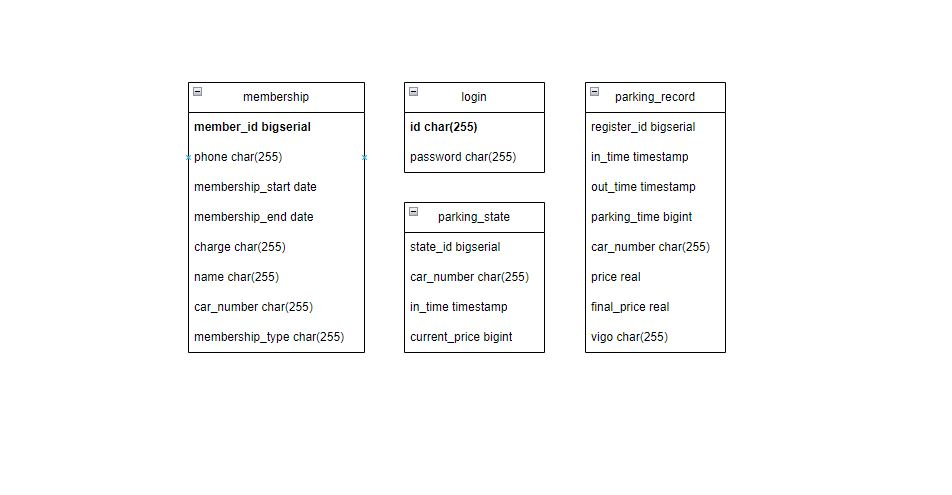 membership
member_id bigserial
phone char(255)
membership_start date
membership_end date
charge char(255)
name char(255)
car_number char(255)
membership_type char(255)
login
id char(255)
password char(255)
parking_state
state_id bigserial
car_number char(255)
in_time timestamp
current_price bigint
parking_record
register_id bigserial
in_time timestamp
out_time timestamp
parking_time bigint
car_number char(255)
price real
final_price real
vigo char(255)